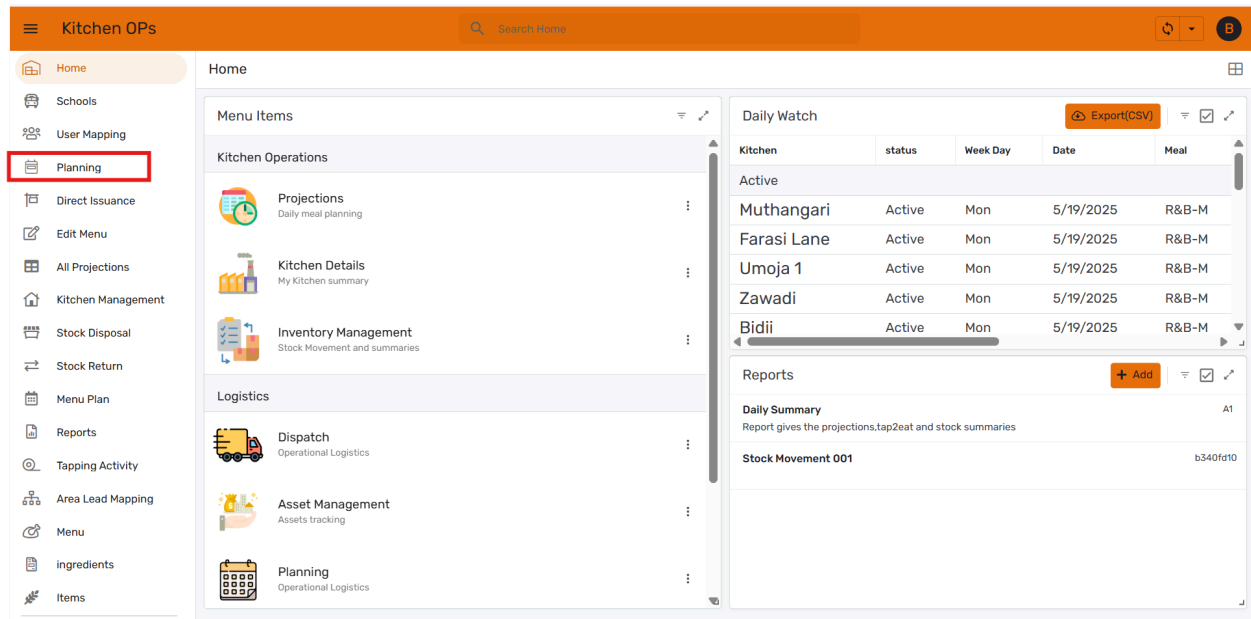 Kitchen OPs
Search Home
B
Home
Schools
User Mapping
Planning
Direct Issuance
Edit Menu
All Projections
Kitchen Management
Stock Disposal
Stock Return
Menu Plan
Reports
Tapping Activity
Area Lead Mapping
Menu
ingredients
Items
Home
Menu Items
Kitchen Operations
Projections
Daily meal planning
Kitchen Details
My Kitchen summary
Inventory Management
Stock Movement and summaries
Logistics
Dispatch
Operational Logistics
Asset Management
Assets tracking
Planning
Operational Logistics
Daily Watch
Export(CSV)
Kitchen status Week Day Date Meal
Active
Muthangari Active Mon 5/19/2025 R&B-M
Farasi Lane Active Mon 5/19/2025 R&B-M
Umoja 1 Active Mon 5/19/2025 R&B-M
Zawadi Active Mon 5/19/2025 R&B-M
Bidii Active Mon 5/19/2025 R&B-M
Reports
+ Add
Daily Summary A1
Report gives the projections,tap2eat and stock summaries
Stock Movement 001 b340fd10